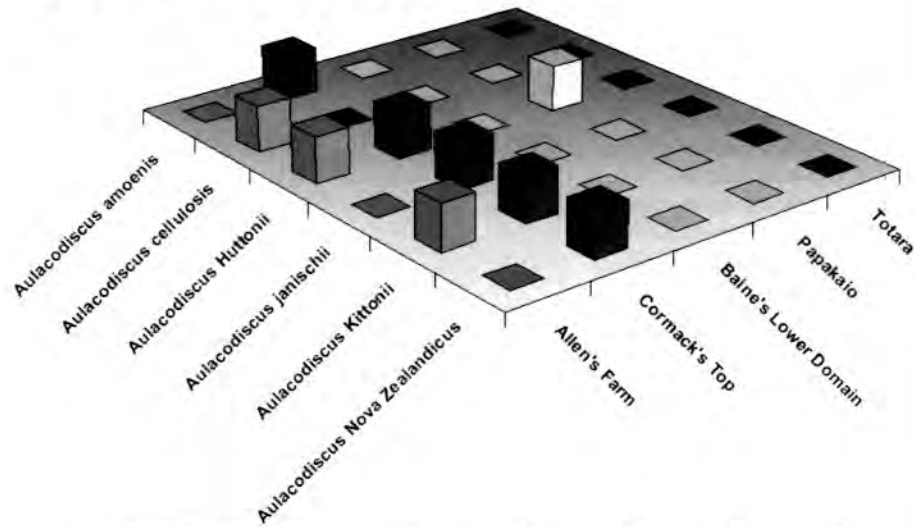 Aulacodiscus amoenis
Aulacodiscus cellulosis
Aulacodiscus Huttonii
Aulacodiscus janischii
Aulacodiscus Kittonii
Aulacodiscus Nova Zealandicus
Allen's Farm
Cormack's Top
Baine's Lower Domain
Papakaio
Totara